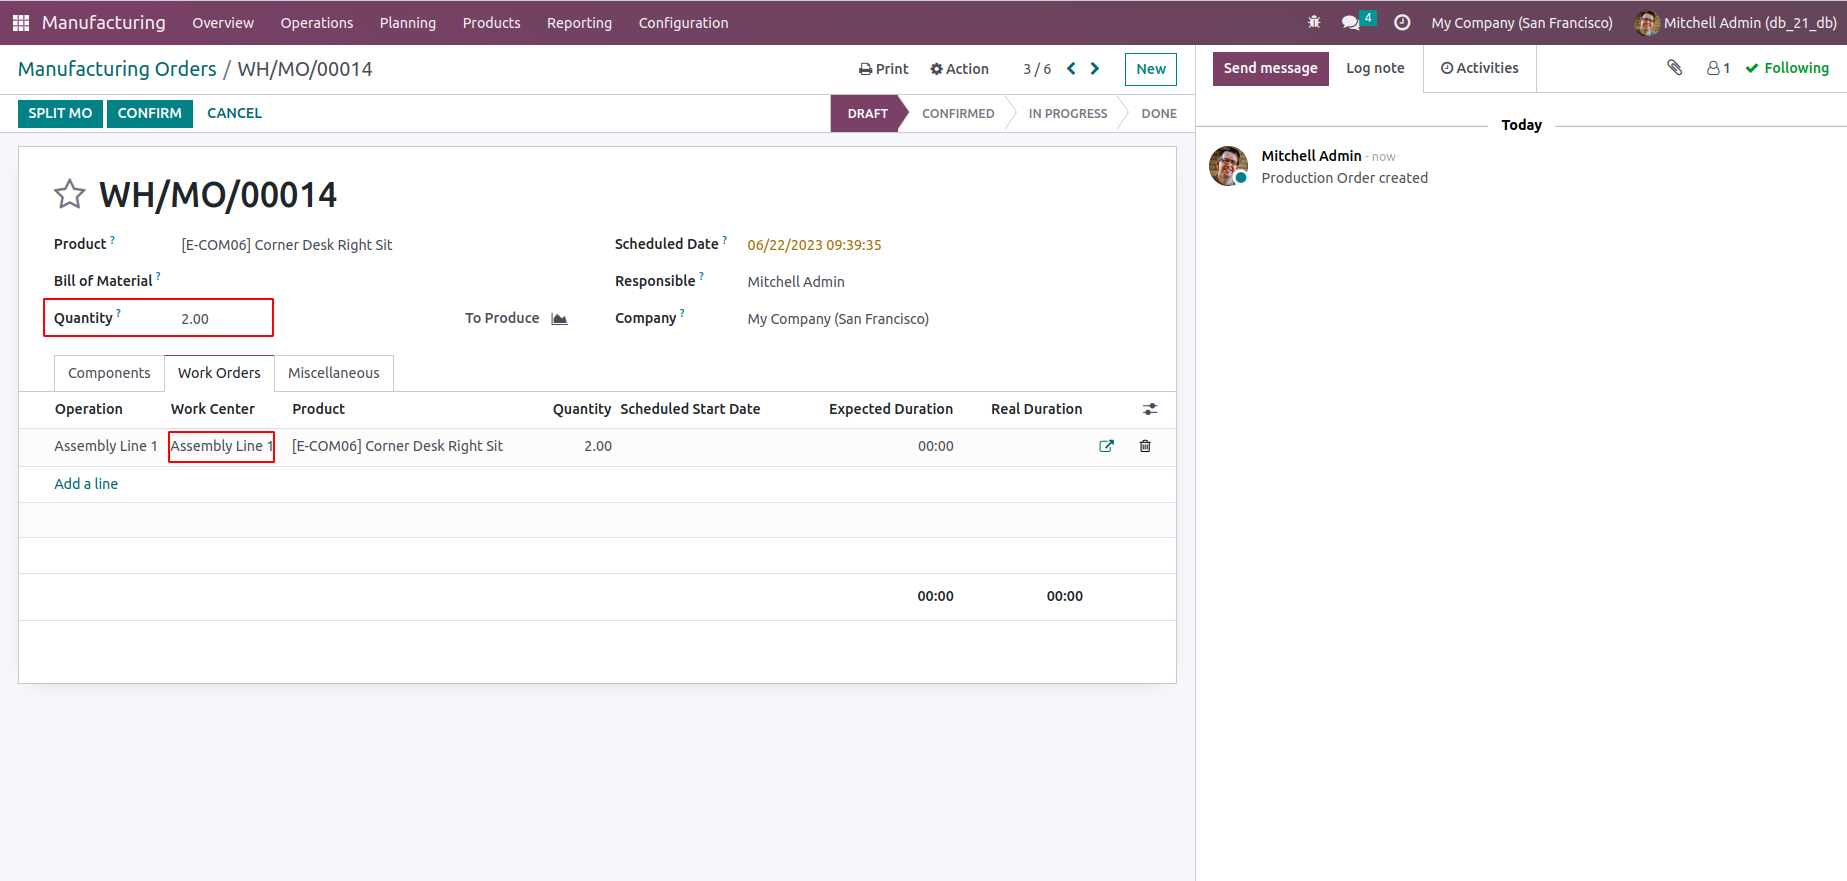 Manufacturing Overview Operations Planning Products Reporting Configuration 4 My Company (San Francisco) Mitchell Admin (db_21_db)
Manufacturing Orders / WH/MO/00014 Print Action 3 / 6 New
SPLIT MO CONFIRM CANCEL DRAFT CONFIRMED IN PROGRESS DONE
WH/MO/00014
Product ? [E-COM06] Corner Desk Right Sit Scheduled Date ? 06/22/2023 09:39:35
Bill of Material ? Responsible ? Mitchell Admin
Quantity ? 2.00 To Produce Company ? My Company (San Francisco)
Components Work Orders Miscellaneous
Operation Work Center Product Quantity Scheduled Start Date Expected Duration Real Duration
Assembly Line 1 Assembly Line 1 [E-COM06] Corner Desk Right Sit 2.00 00:00
Add a line
00:00 00:00
Send message Log note Activities 1 Following
Today
Mitchell Admin - now
Production Order created